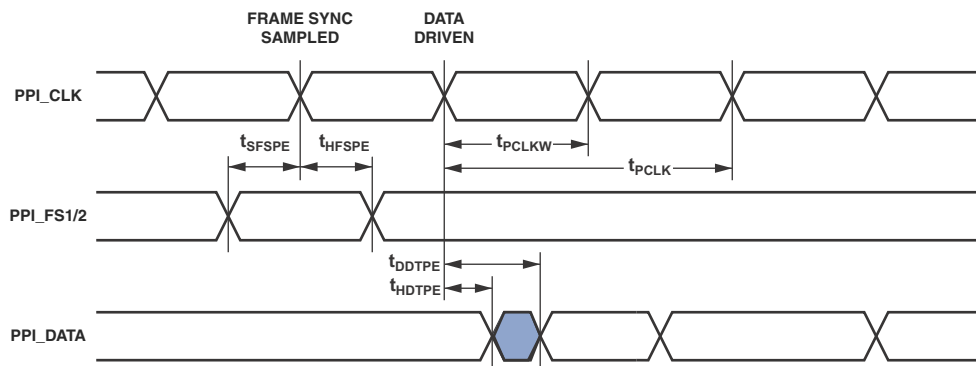 FRAME SYNC
SAMPLED
DATA
DRIVEN
PPI_CLK
tSFSPE
tHFSPE
tPCLKW
tPCLK
PPI_FS1/2
tDDTPE
tHDTPE
PPI_DATA